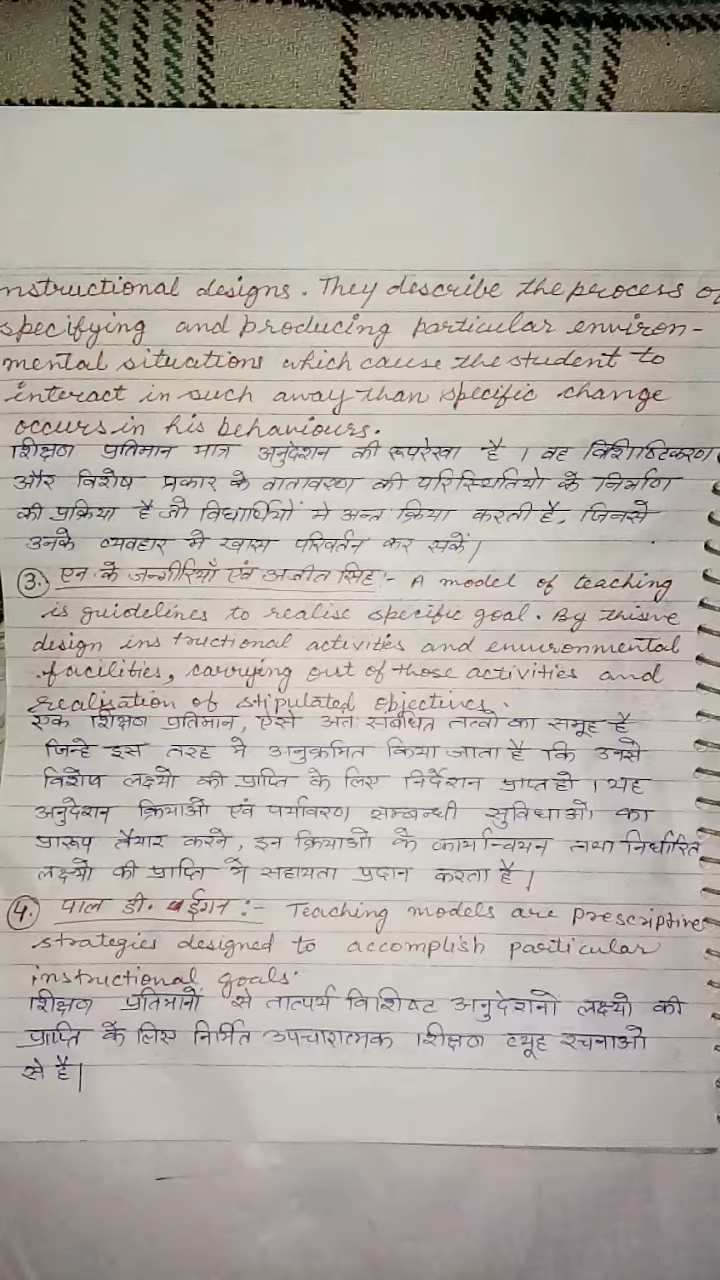 nstructional designs. They describe the process of
specifying and producing particular environ-
mental situations which cause the student to
interact in such away than specific change
occurs in his behaviours.
शिक्षण प्रतिमान मात्र अनुदेशन की रूपरेखा है । वह विशिष्टिकरण
और विशेष प्रकार के वातावरण की परिस्थितियो के निर्माण
की प्रक्रिया है जो विधार्थियों मे अन्त क्रिया करती है, जिनसे
उनके व्यवहार मे खास परिवर्तन कर सकें।
3. एन. के जन्गीरियाँ एवं अजीत सिंह :- A model of teaching
is guidelines to realise specific goal. By this we
design instructional activities and enuironmental
facilities, carrying out of those activities and
realisation of stipulated objectives.
एक शिक्षण प्रतिमान, ऐसे अंत संबंधित तत्वो का समूह है
जिन्हे इस तरह मे अनुक्रमित किया जाता है कि उनसे
विशेष लक्ष्यो की प्राप्ति के लिए निर्देशन प्राप्त हो । यह
अनुदेशन क्रियाओ एवं पर्यावरण सम्बन्धी सुविधाओ का
प्रारूप तैयार करने, इन क्रियाओ के कार्यान्वियन तथा निर्धारित
लक्ष्यो की प्राप्ति मे सहायता प्रदान करता है।
4. पाल डी. ईगन :- Teaching models are prescriptive
strategies designed to accomplish particular
instructional goals.
शिक्षण प्रतिमानों से तात्पर्य विशिष्ट अनुदेशनो लक्ष्यो की
प्राप्ति के लिए निर्मित उपचारात्मक शिक्षण व्यूह रचनाओ
से है।